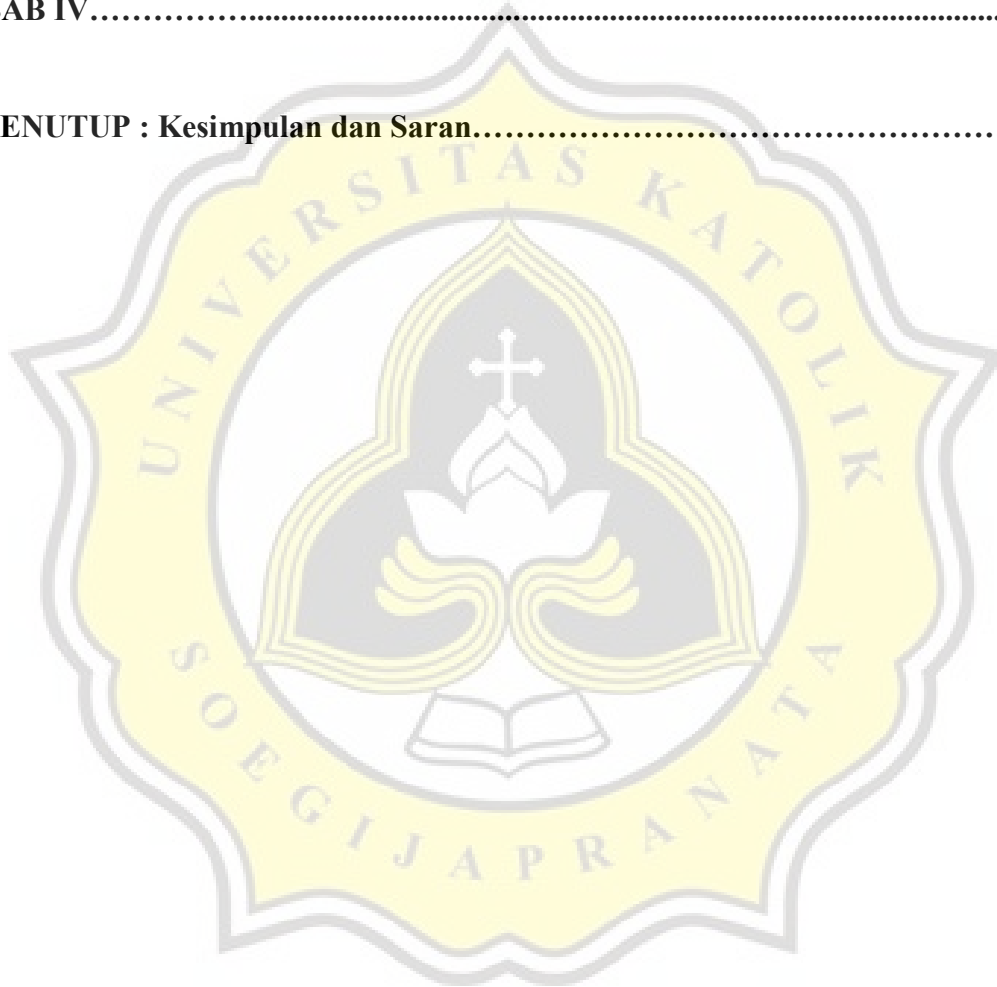 AB IV…………….............................................................................................
ENUTUP : Kesimpulan dan Saran…………………………………………
UNIVERSITAS KATOLIK
SOEGIJAPRANATA